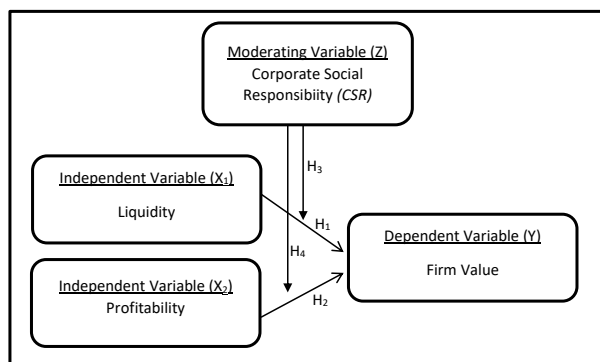 Moderating Variable (Z)
Corporate Social
Responsibiity (CSR)
H₃
Independent Variable (X₁)
Liquidity
H₁
Dependent Variable (Y)
Firm Value
H₄
Independent Variable (X₂)
Profitability
H₂